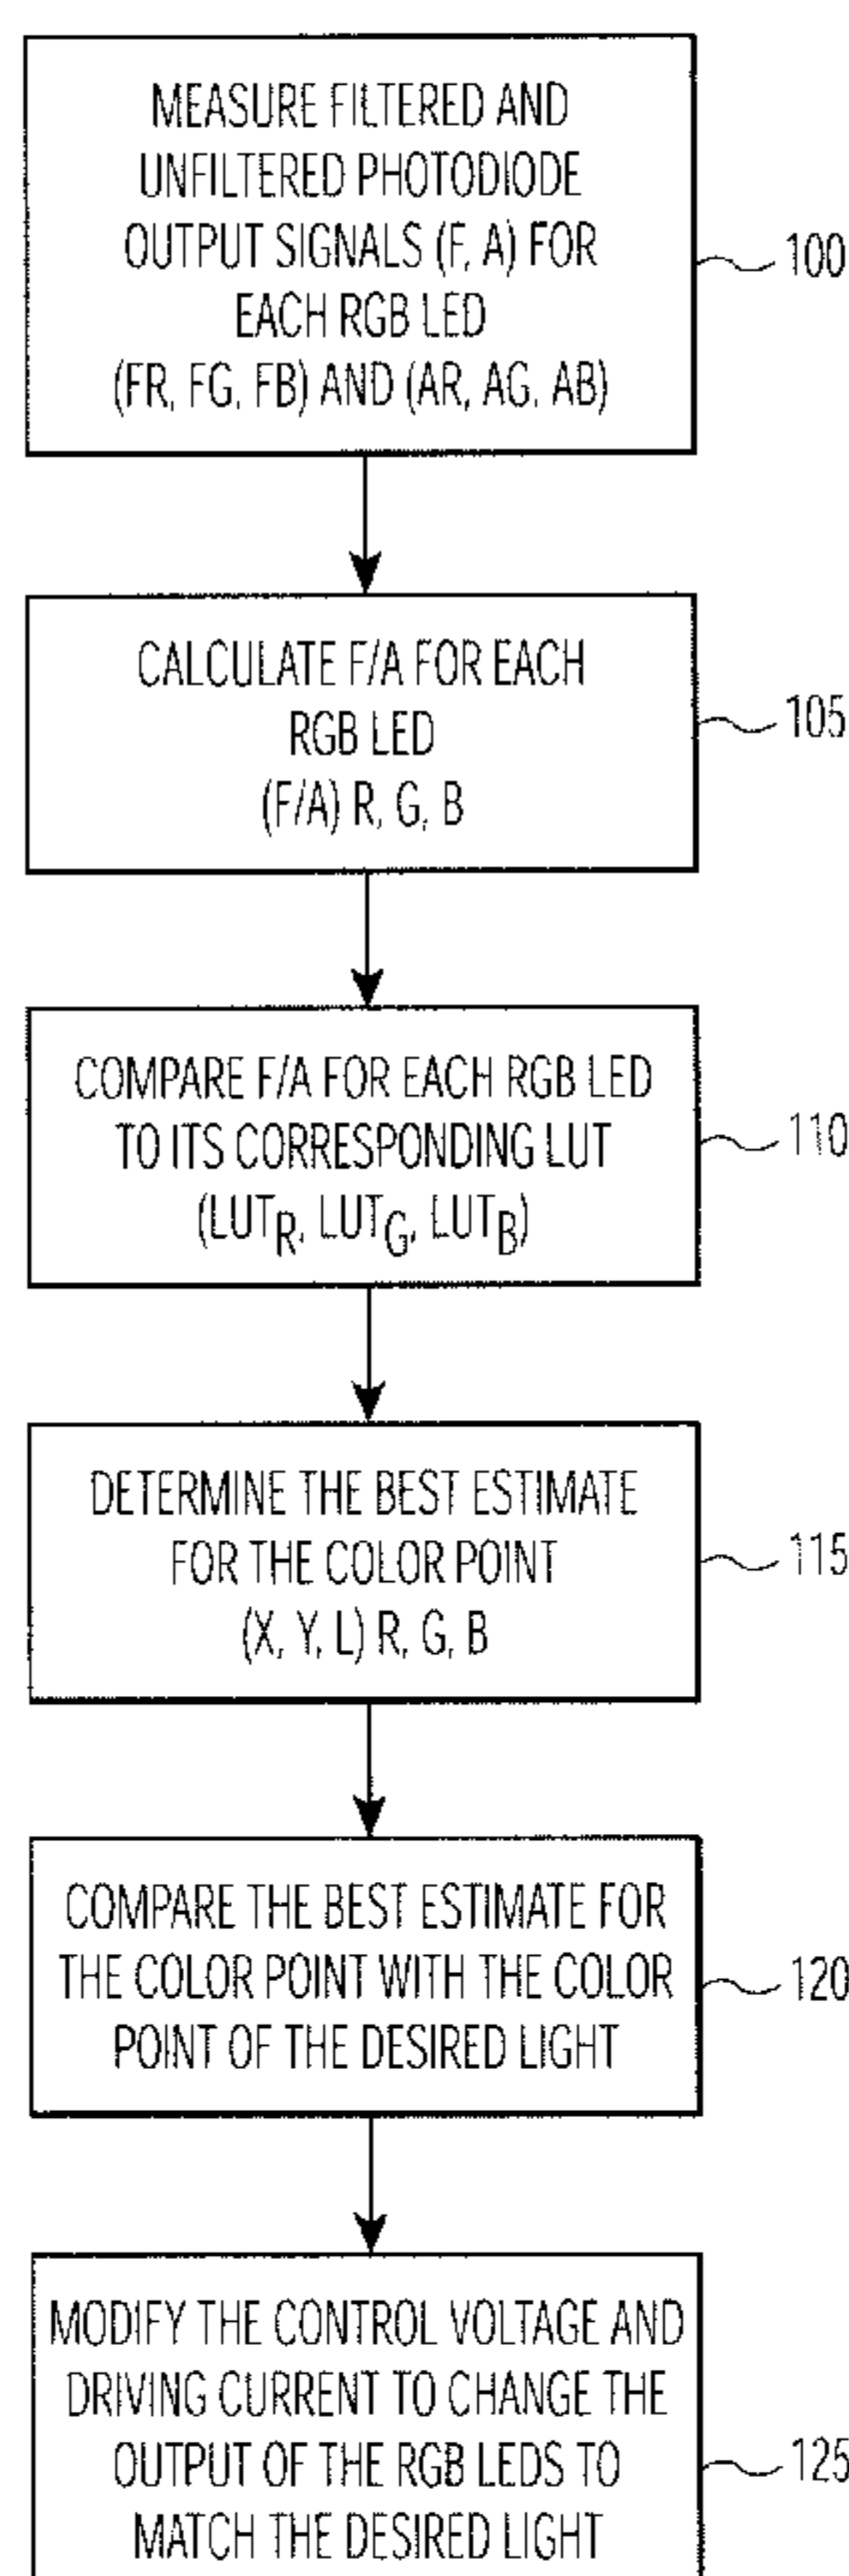 MEASURE FILTERED AND
UNFILTERED PHOTODIODE
OUTPUT SIGNALS (F, A) FOR
EACH RGB LED
(FR, FG, FB) AND (AR, AG, AB)
100
CALCULATE F/A FOR EACH
RGB LED
(F/A) R, G, B
105
COMPARE F/A FOR EACH RGB LED
TO ITS CORRESPONDING LUT
(LUTR, LUTG, LUTB)
110
DETERMINE THE BEST ESTIMATE
FOR THE COLOR POINT
(X, Y, L) R, G, B
115
COMPARE THE BEST ESTIMATE FOR
THE COLOR POINT WITH THE COLOR
POINT OF THE DESIRED LIGHT
120
MODIFY THE CONTROL VOLTAGE AND
DRIVING CURRENT TO CHANGE THE
OUTPUT OF THE RGB LEDS TO
MATCH THE DESIRED LIGHT
125